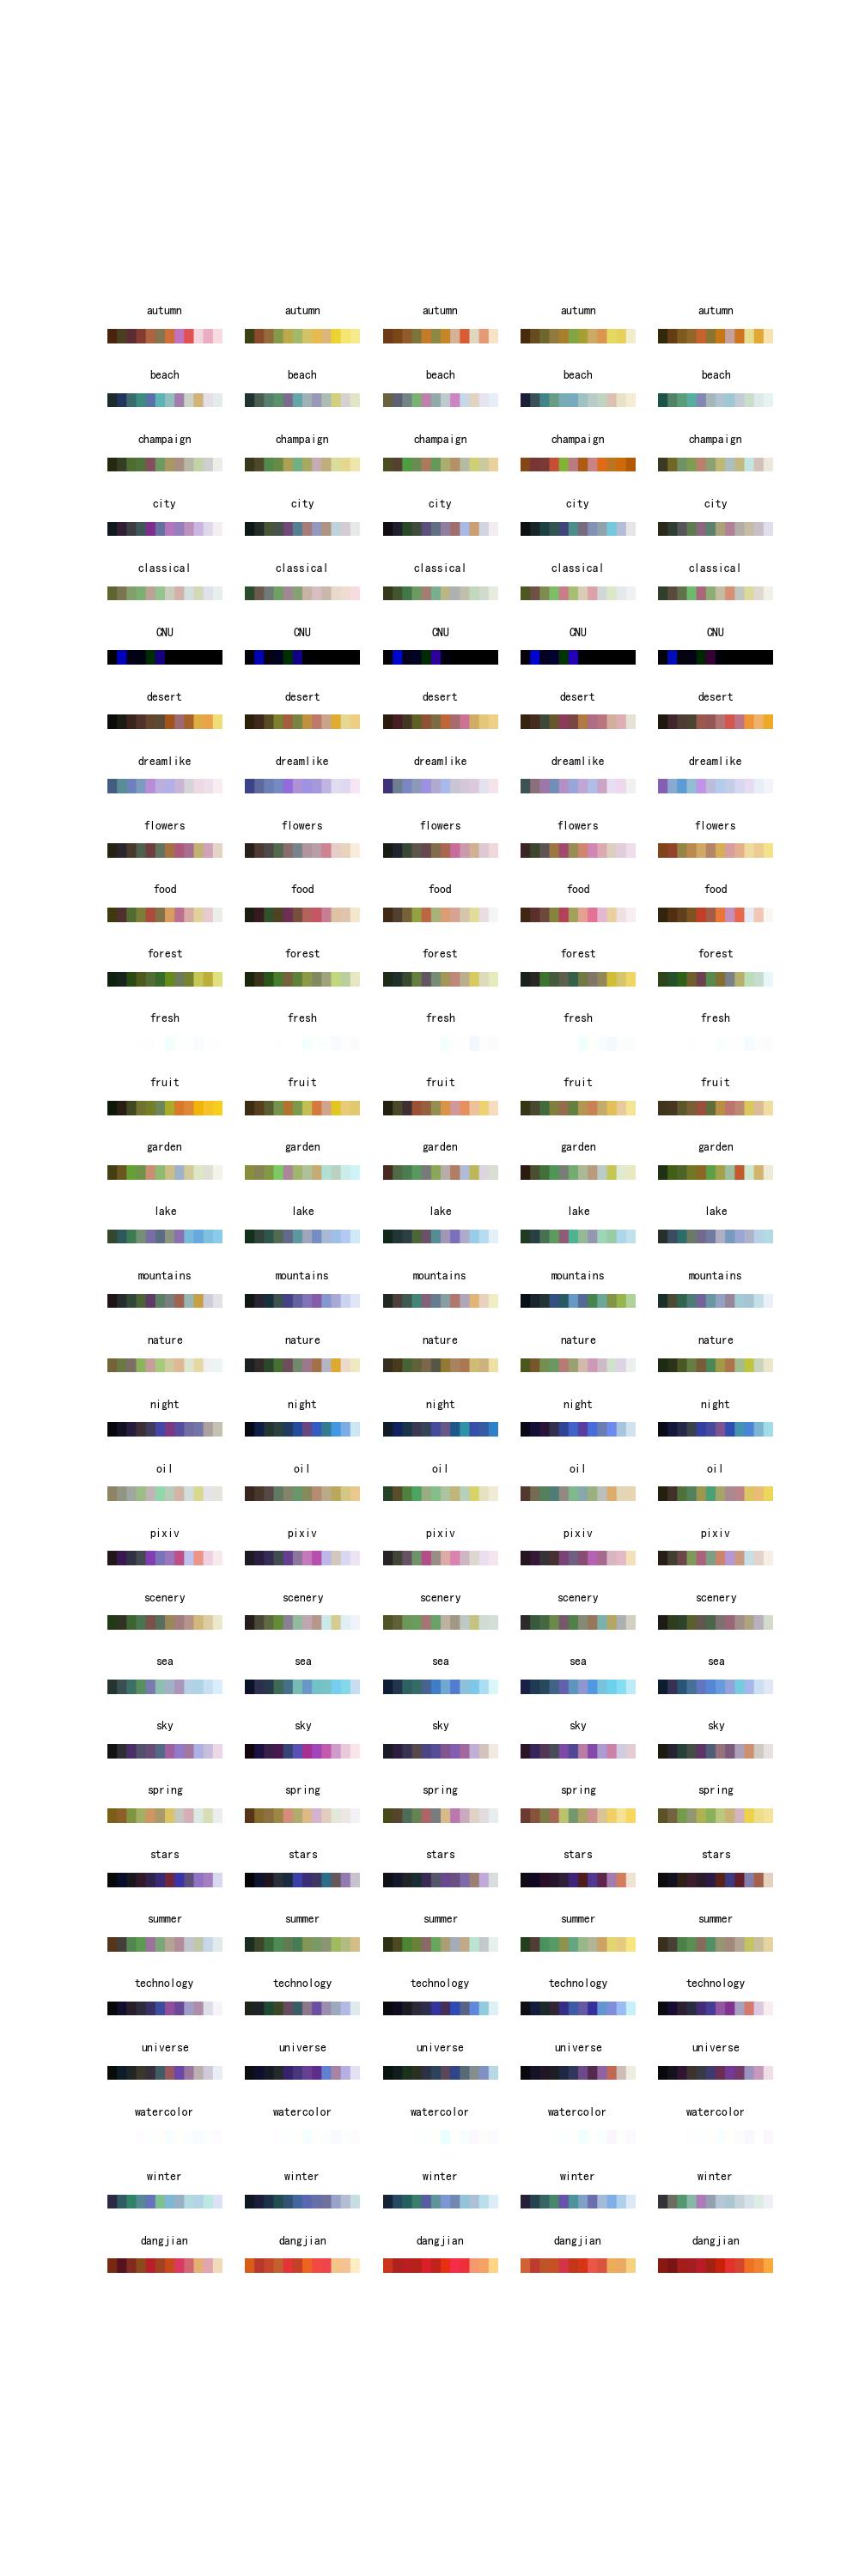 autumn autumn autumn autumn autumn
beach beach beach beach beach
champaign champaign champaign champaign champaign
city city city city city
classical classical classical classical classical
CNU CNU CNU CNU CNU
desert desert desert desert desert
dreamlike dreamlike dreamlike dreamlike dreamlike
flowers flowers flowers flowers flowers
food food food food food
forest forest forest forest forest
fresh fresh fresh fresh fresh
fruit fruit fruit fruit fruit
garden garden garden garden garden
lake lake lake lake lake
mountains mountains mountains mountains mountains
nature nature nature nature nature
night night night night night
oil oil oil oil oil
pixiv pixiv pixiv pixiv pixiv
scenery scenery scenery scenery scenery
sea sea sea sea sea
sky sky sky sky sky
spring spring spring spring spring
stars stars stars stars stars
summer summer summer summer summer
technology technology technology technology technology
universe universe universe universe universe
watercolor watercolor watercolor watercolor watercolor
winter winter winter winter winter
dangjian dangjian dangjian dangjian dangjian